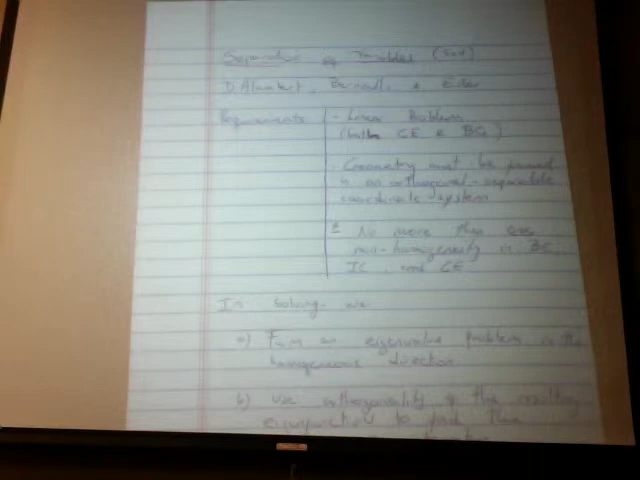 Separation of Variables (SoV)
D'Alembert, Bernoulli, & Euler
Requirements - Linear Problem
(both GE & BCs)
- Geometry must be
in an orthogonal-separable
coordinate-system
* No more than one
non-homogeneity in BC,
IC, and GE
In Solving we
a) Form an eigenvalue problem in the
homogeneous direction
b) Use orthogonality of the resulting
eigenfunctions to find the